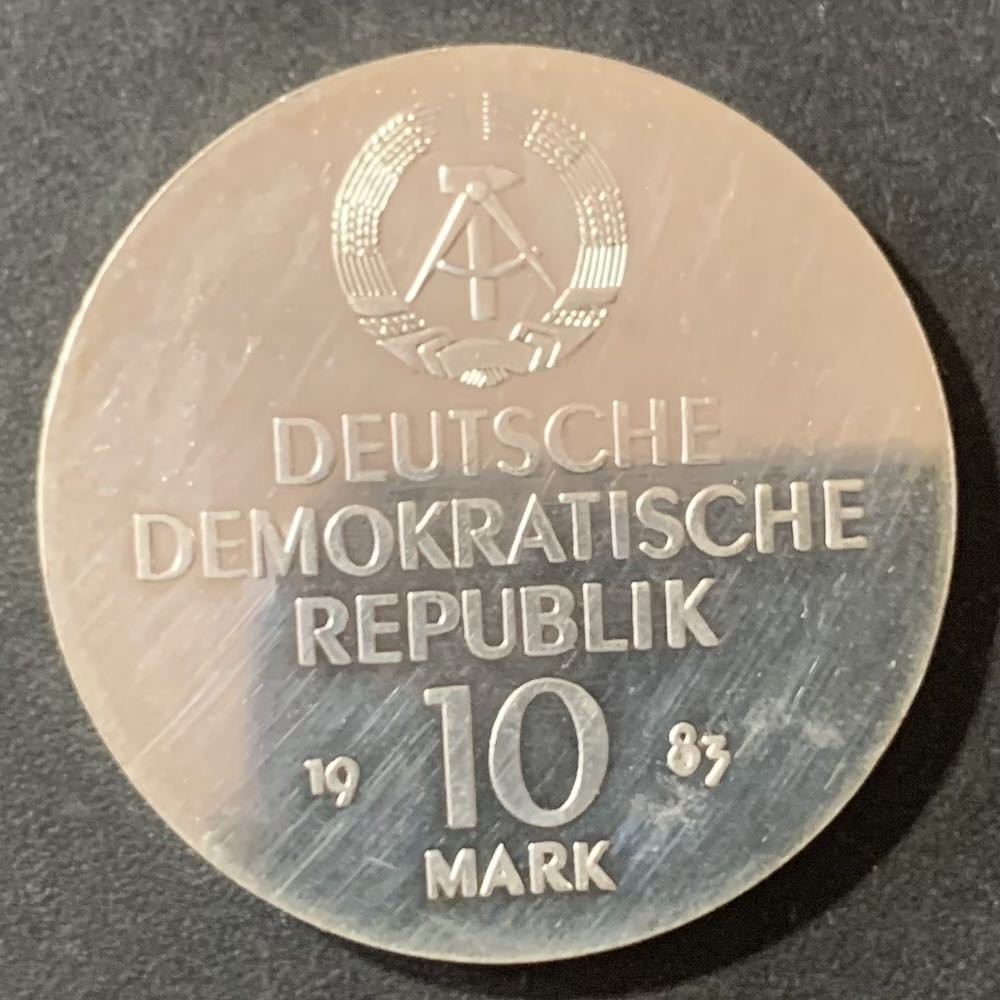 DEUTSCHE
DEMOKRATISCHE
REPUBLIK
19 10 83
MARK